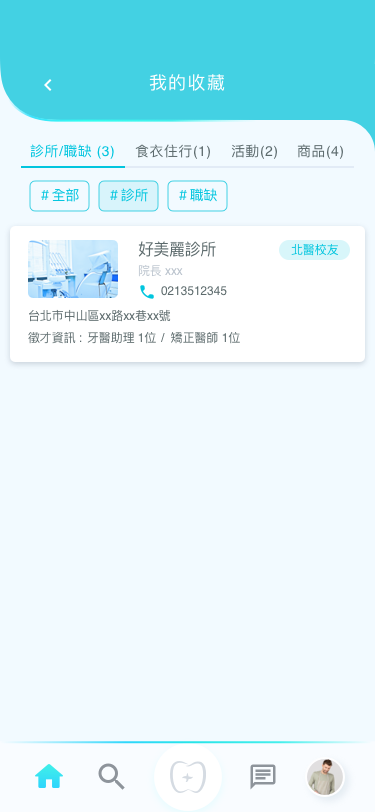 我的收藏
診所/職缺 (3) 食衣住行(1) 活動(2) 商品(4)
#全部 #診所 #職缺
好美麗診所 北醫校友
院長 xxx
0213512345
台北市中山區xx路xx巷xx號
徵才資訊：牙醫助理 1位 / 矯正醫師 1位